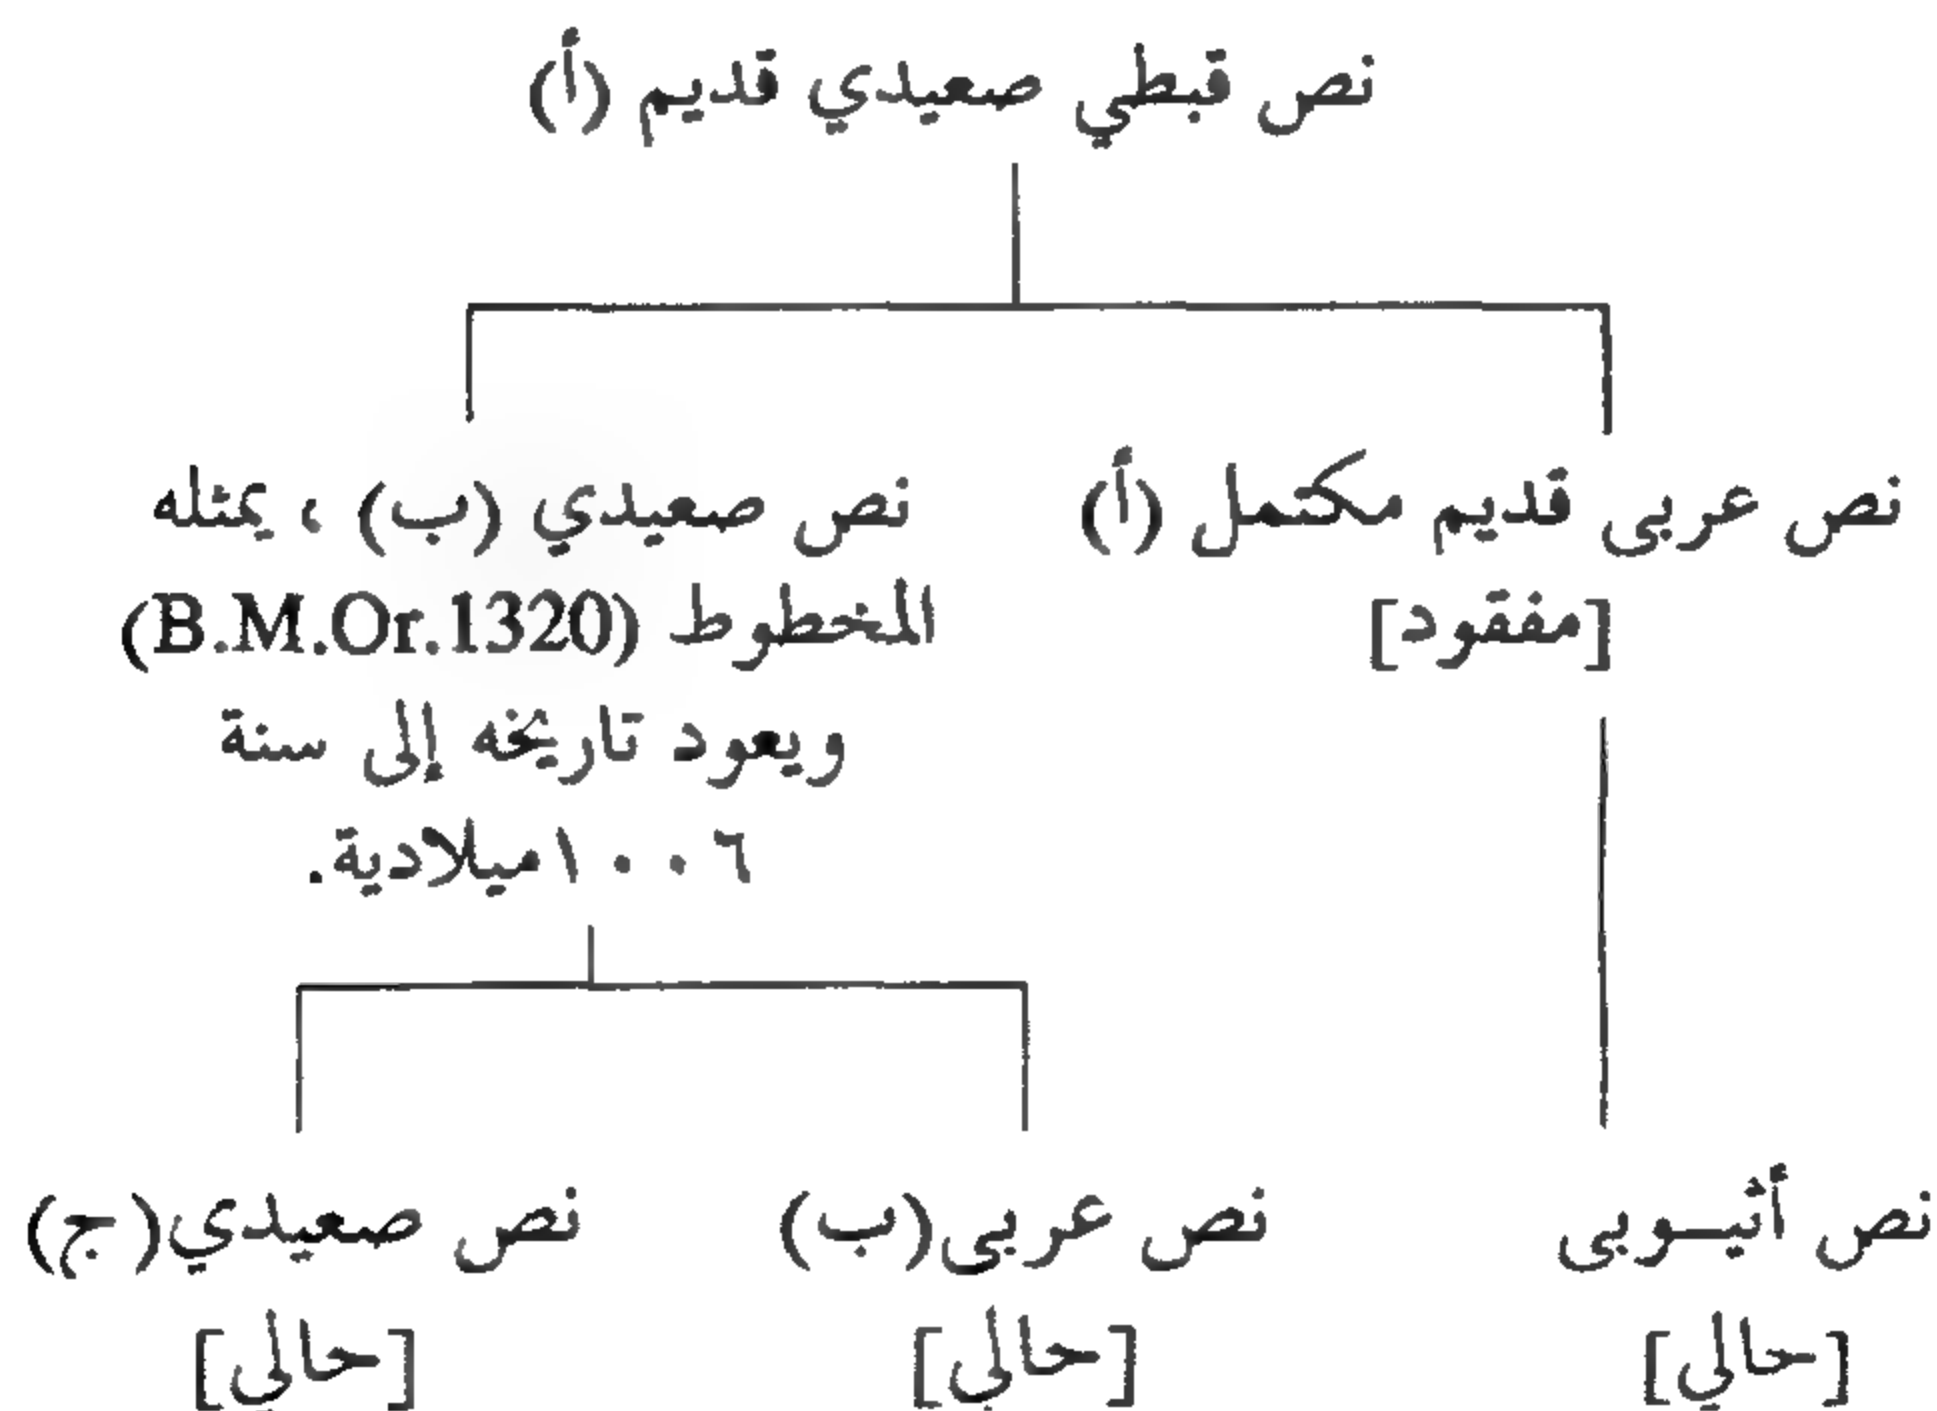 نص قبطي صعيدي قديم (أ)
نص عربى قديم مكتمل (أ)
[مفقود]
نص صعيدي (ب) ، يمثله
المخطوط (B.M.Or.1320)
ويعود تاريخه إلى سنة
١٠٠٦ ميلادية.
نص أثيــوبى
[حالي]
نص عربى(ب)
[حالي]
نص صعيدي(ج)
[حالي]